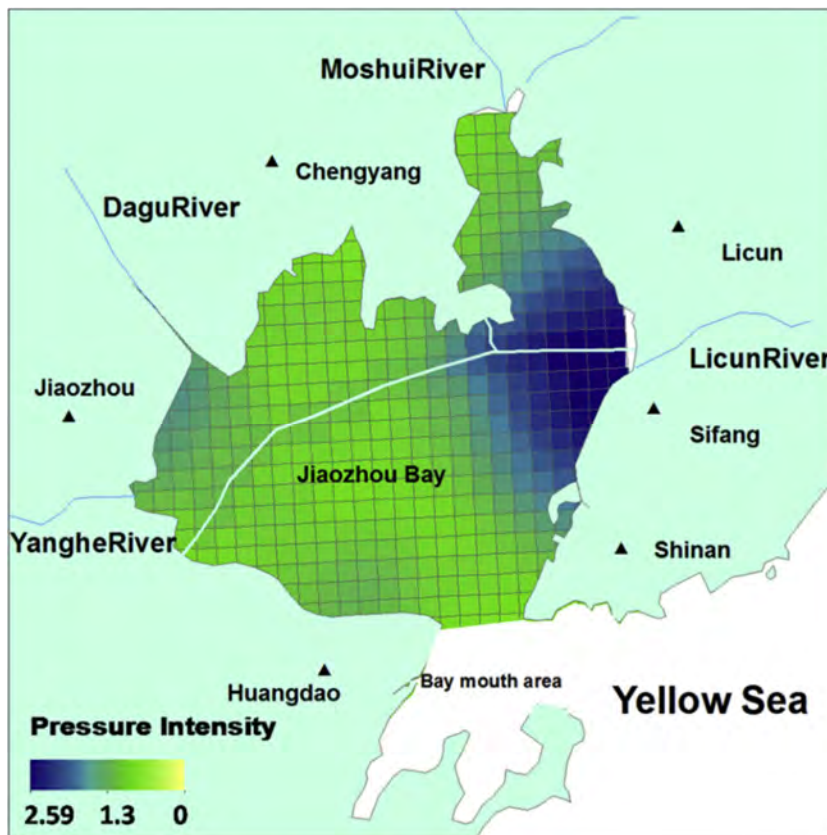 MoshuiRiver
Chengyang
DaguRiver
Licun
Jiaozhou
LicunRiver
Sifang
Jiaozhou Bay
YangheRiver
Shinan
Huangdao
Bay mouth area
Yellow Sea
Pressure Intensity
2.59 1.3 0